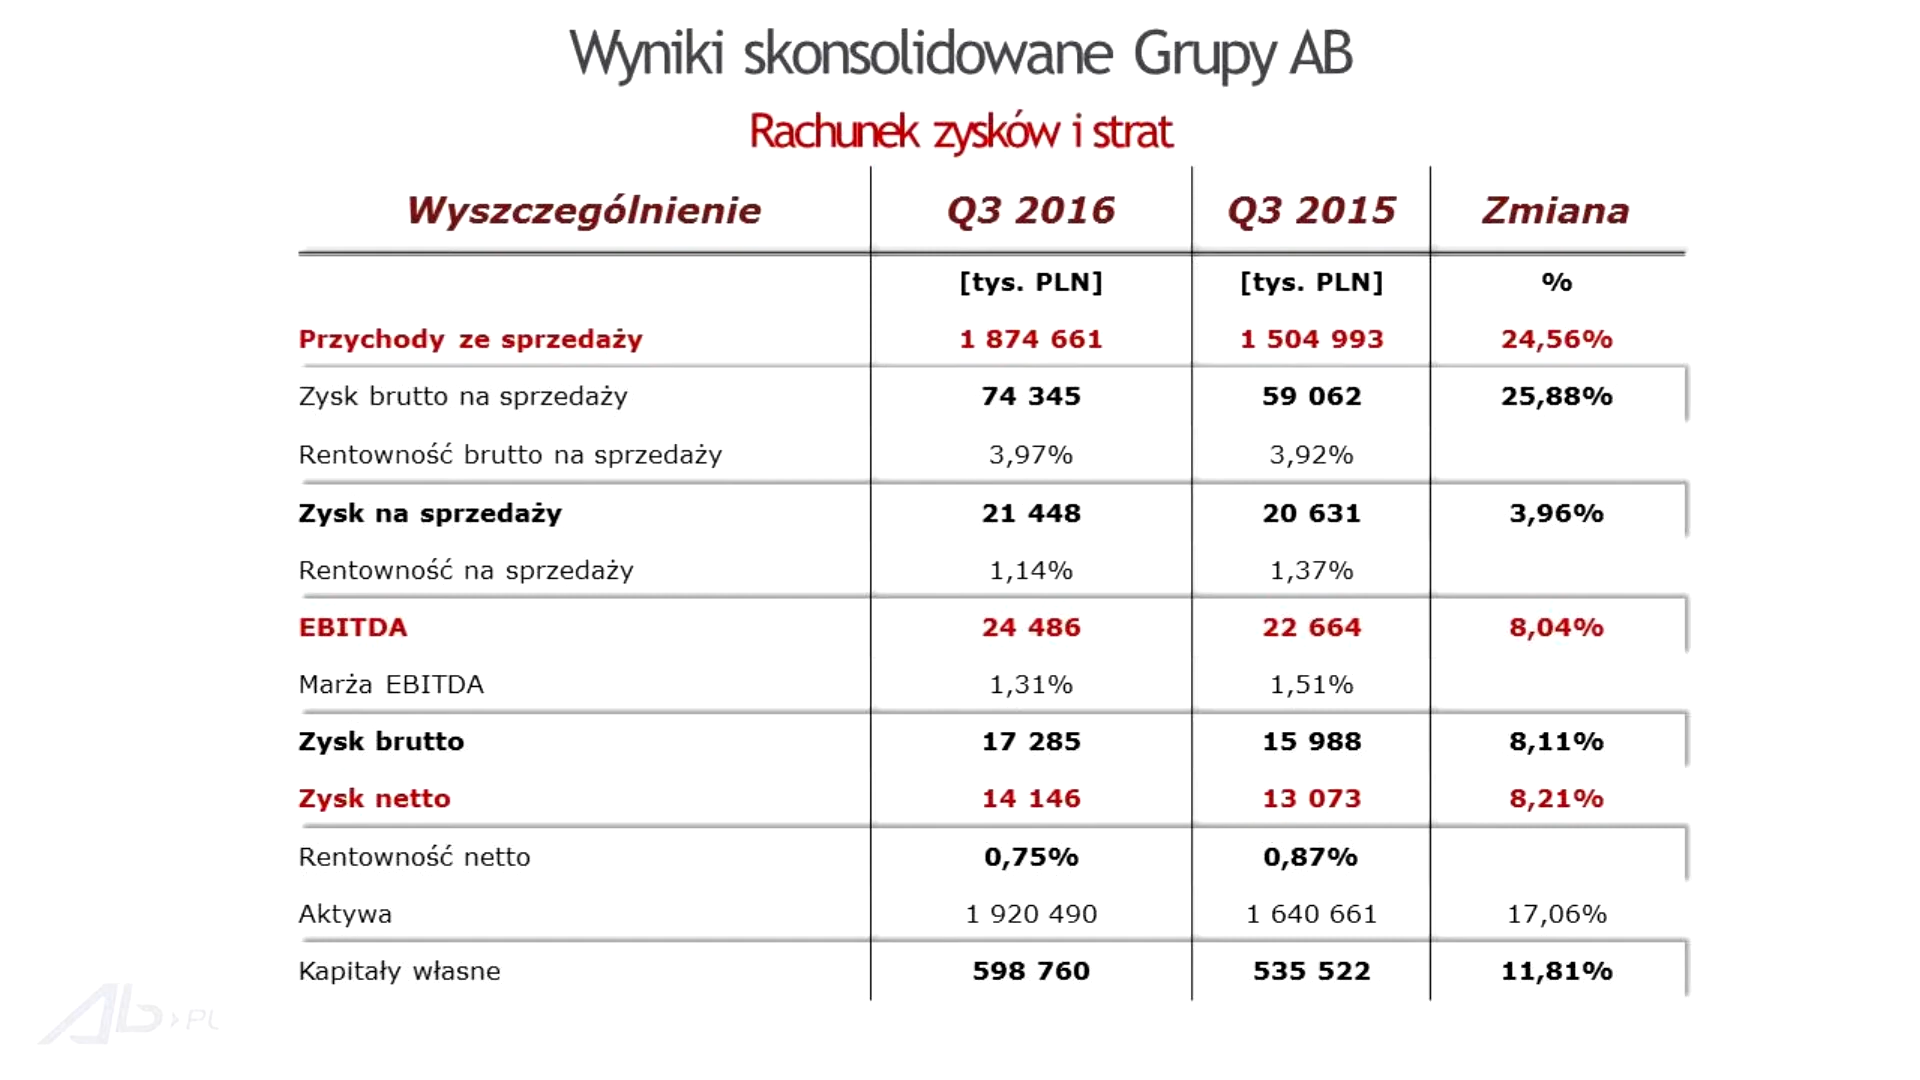 Wyniki skonsolidowane Grupy AB
Rachunek zysków i strat
Wyszczególnienie Q3 2016 Q3 2015 Zmiana
[tys. PLN] [tys. PLN] %
Przychody ze sprzedaży 1 874 661 1 504 993 24,56%
Zysk brutto na sprzedaży 74 345 59 062 25,88%
Rentowność brutto na sprzedaży 3,97% 3,92%
Zysk na sprzedaży 21 448 20 631 3,96%
Rentowność na sprzedaży 1,14% 1,37%
EBITDA 24 486 22 664 8,04%
Marża EBITDA 1,31% 1,51%
Zysk brutto 17 285 15 988 8,11%
Zysk netto 14 146 13 073 8,21%
Rentowność netto 0,75% 0,87%
Aktywa 1 920 490 1 640 661 17,06%
Kapitały własne 598 760 535 522 11,81%
Ab PL